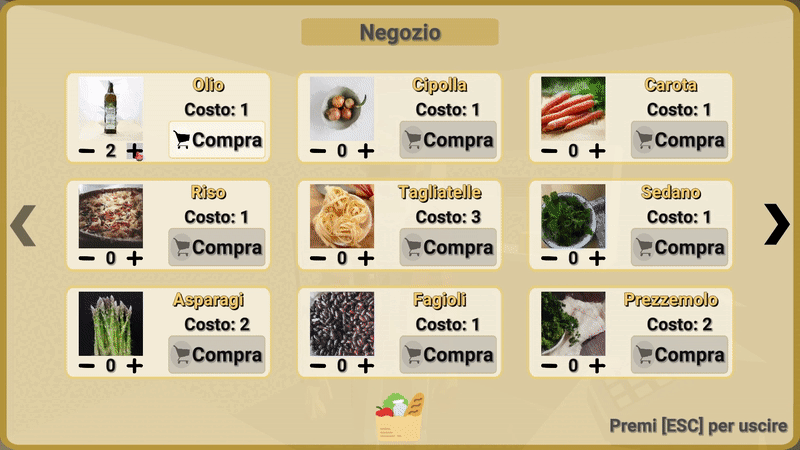 Negozio
Olio
Costo: 1
Compra
- 2 +
Cipolla
Costo: 1
Compra
- 0 +
Carota
Costo: 1
Compra
- 0 +
Riso
Costo: 1
Compra
- 0 +
Tagliatelle
Costo: 3
Compra
- 0 +
Sedano
Costo: 1
Compra
- 0 +
Asparagi
Costo: 2
Compra
- 0 +
Fagioli
Costo: 1
Compra
- 0 +
Prezzemolo
Costo: 2
Compra
- 0 +
Premi [ESC] per uscire